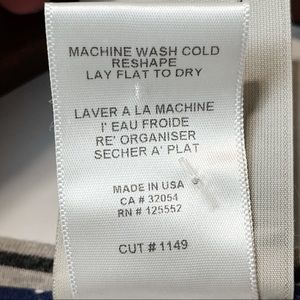 MACHINE WASH COLD
RESHAPE
LAY FLAT TO DRY
LAVER A LA MACHINE
I' EAU FROIDE
RE' ORGANISER
SECHER A' PLAT
MADE IN USA
CA # 32054
RN # 125552
CUT # 1149